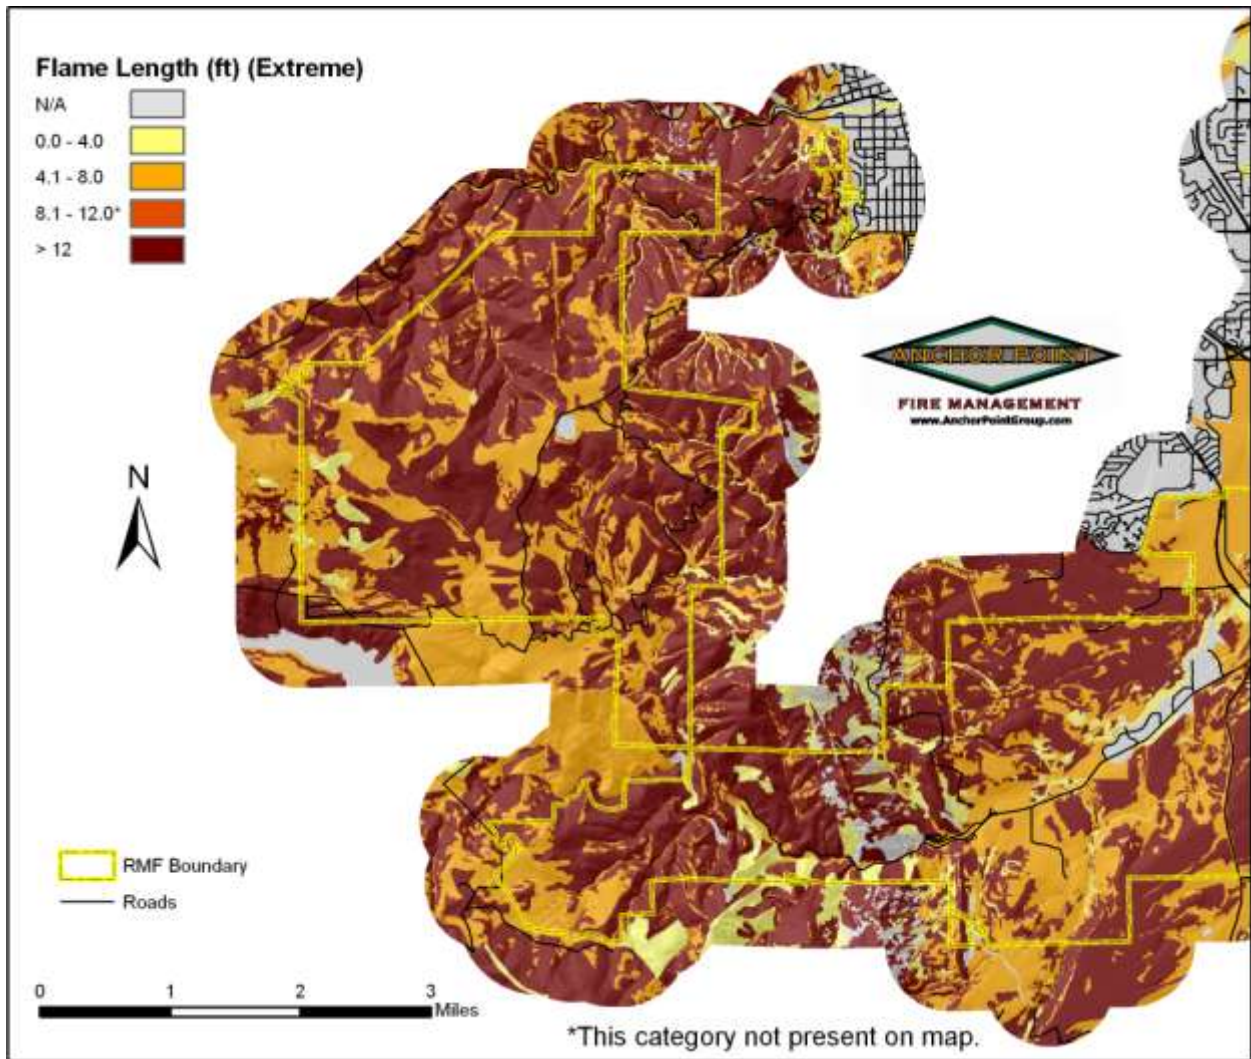 Flame Length (ft) (Extreme)
N/A
0.0 - 4.0
4.1 - 8.0
8.1 - 12.0*
> 12
ANCHOR POINT
FIRE MANAGEMENT
www.AnchorPointGroup.com
N
RMF Boundary
Roads
0 1 2 3
Miles
*This category not present on map.